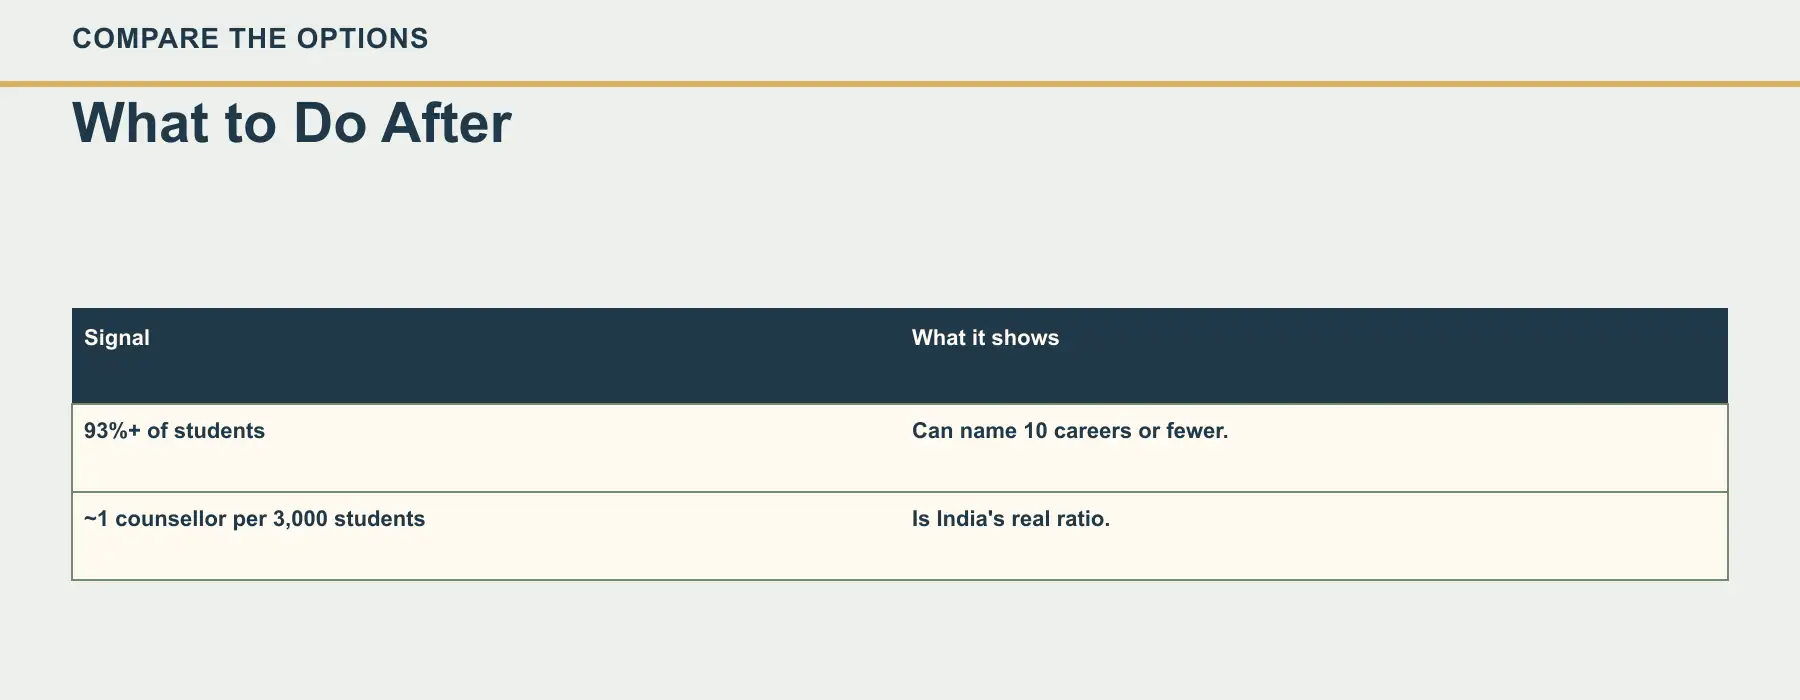 COMPARE THE OPTIONS
What to Do After
Signal
What it shows
93%+ of students
Can name 10 careers or fewer.
~1 counsellor per 3,000 students
Is India's real ratio.